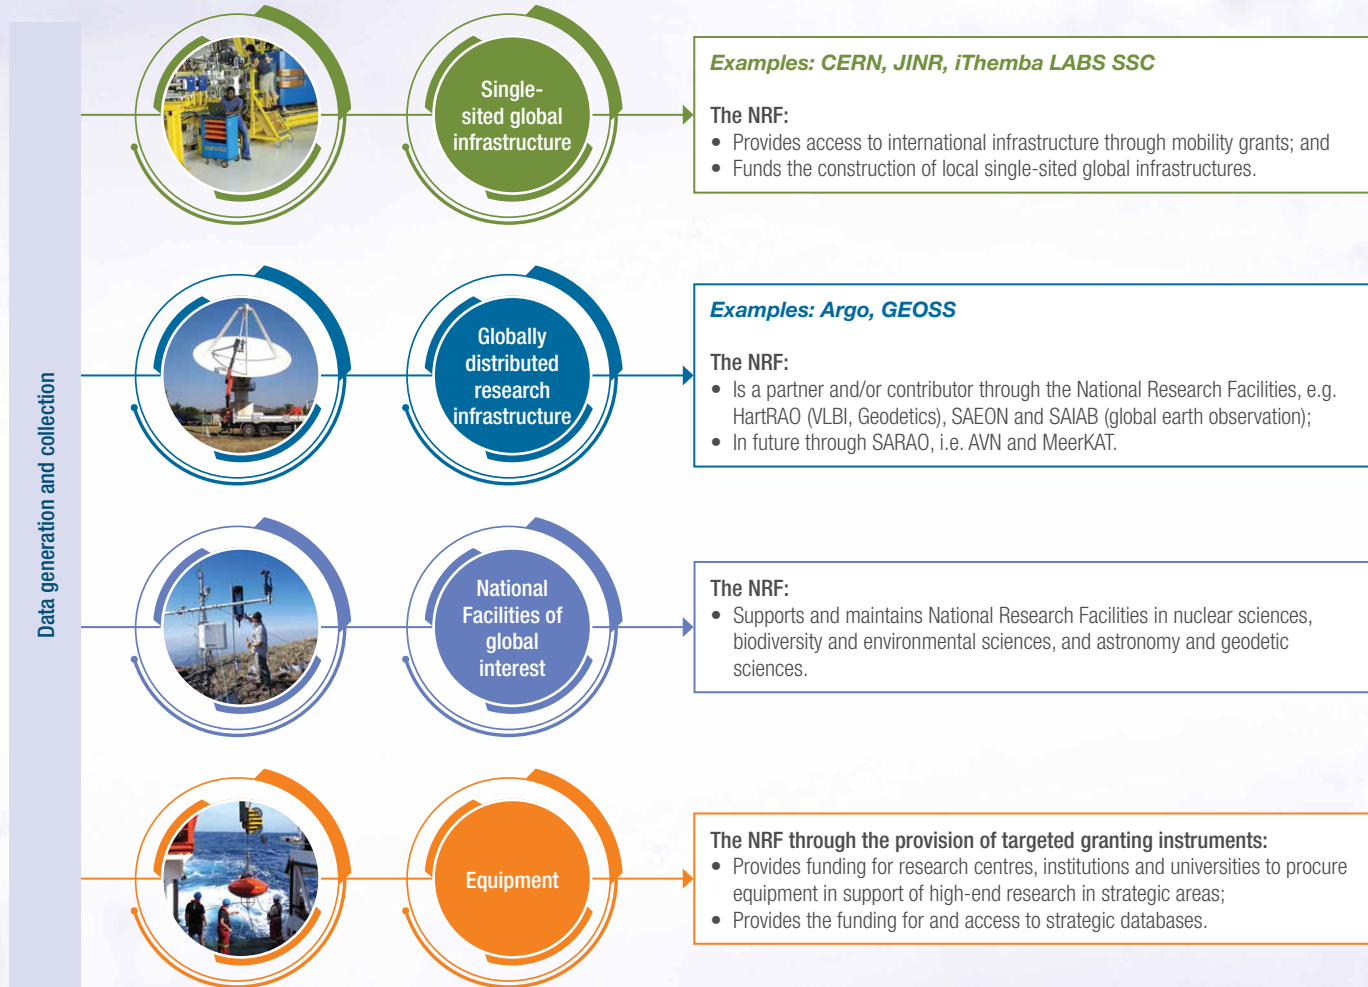 Data generation and collection
Single-
sited global
infrastructure
Examples: CERN, JINR, iThemba LABS SSC
The NRF:
• Provides access to international infrastructure through mobility grants; and
• Funds the construction of local single-sited global infrastructures.
Globally
distributed
research
infrastructure
Examples: Argo, GEOSS
The NRF:
• Is a partner and/or contributor through the National Research Facilities, e.g.
HartRAO (VLBI, Geodetics), SAEON and SAIAB (global earth observation);
• In future through SARAO, i.e. AVN and MeerKAT.
National
Facilities of
global
interest
The NRF:
• Supports and maintains National Research Facilities in nuclear sciences,
biodiversity and environmental sciences, and astronomy and geodetic
sciences.
Equipment
The NRF through the provision of targeted granting instruments:
• Provides funding for research centres, institutions and universities to procure
equipment in support of high-end research in strategic areas;
• Provides the funding for and access to strategic databases.